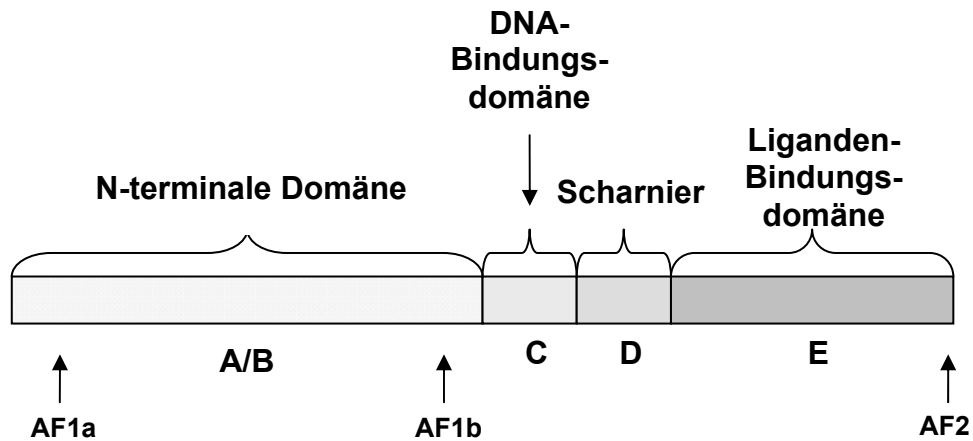 DNA-
Bindungs-
domäne
Liganden-
Bindungs-
domäne
N-terminale Domäne
Scharnier
A/B
C
D
E
AF1a
AF1b
AF2